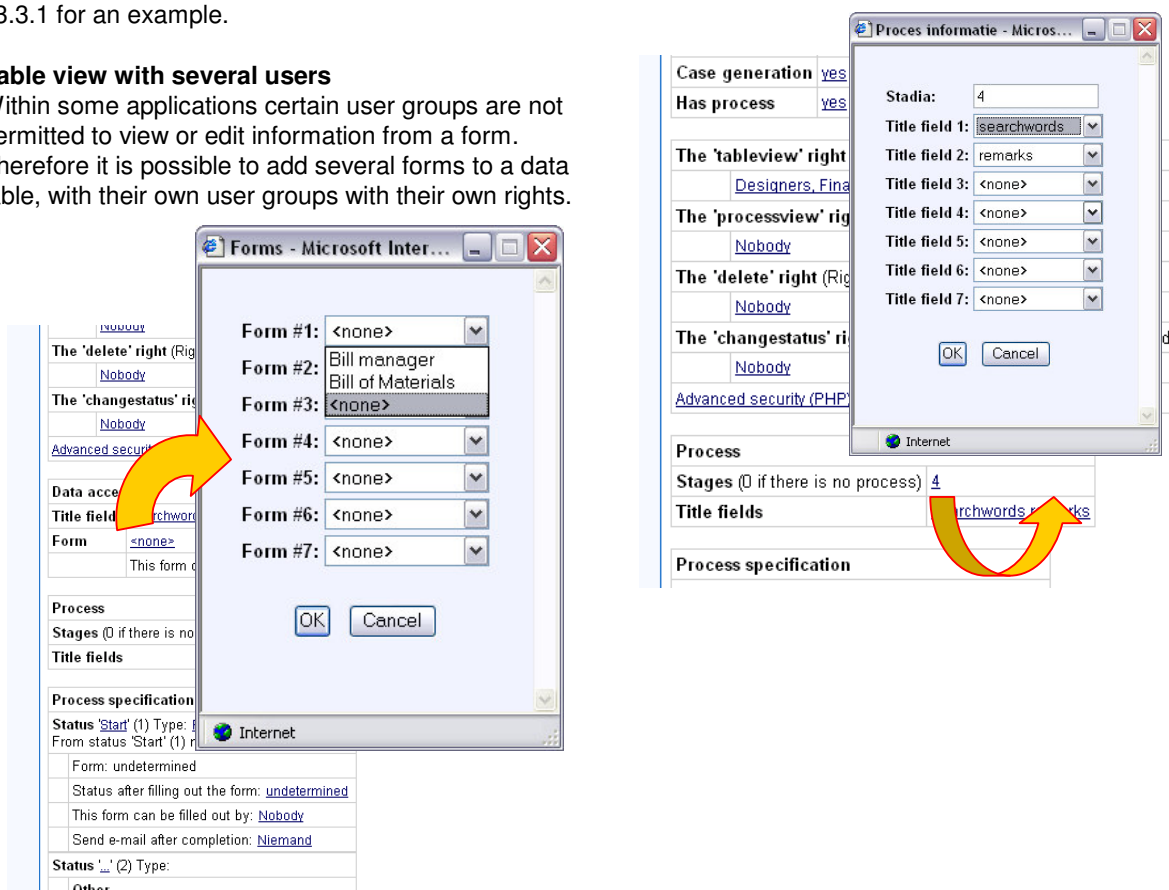 3.3.1 for an example.
able view with several users
Within some applications certain user groups are not
ermitted to view or edit information from a form.
herefore it is possible to add several forms to a data
able, with their own user groups with their own rights.
Nobody
The 'delete' right (Rig
Nobody
The 'changestatus' rig
Nobody
Advanced securit
Data acce
Title field rchword
Form <none>
This form c
Process
Stages (0 if there is no
Title fields
Process specification
Status 'Start' (1) Type:
From status 'Start' (1) r
Form: undetermined
Status after filling out the form: undetermined
This form can be filled out by: Nobody
Send e-mail after completion: Niemand
Status '...' (2) Type:
Other
Forms - Microsoft Inter...
Form #1: <none>
Bill manager
Form #2:
Bill of Materials
Form #3: <none>
Form #4: <none>
Form #5: <none>
Form #6: <none>
Form #7: <none>
OK Cancel
Internet
Case generation yes
Has process yes
The 'tableview' right
Designers, Fina
The 'processview' rig
Nobody
The 'delete' right (Rig
Nobody
The 'changestatus' ri
Nobody
Advanced security (PHP)
Process
Stages (0 if there is no process) 4
Title fields rchwords re rks
Process specification
Proces informatie - Micros...
Stadia: 4
Title field 1: searchwords
Title field 2: remarks
Title field 3: <none>
Title field 4: <none>
Title field 5: <none>
Title field 6: <none>
Title field 7: <none>
OK Cancel
Internet